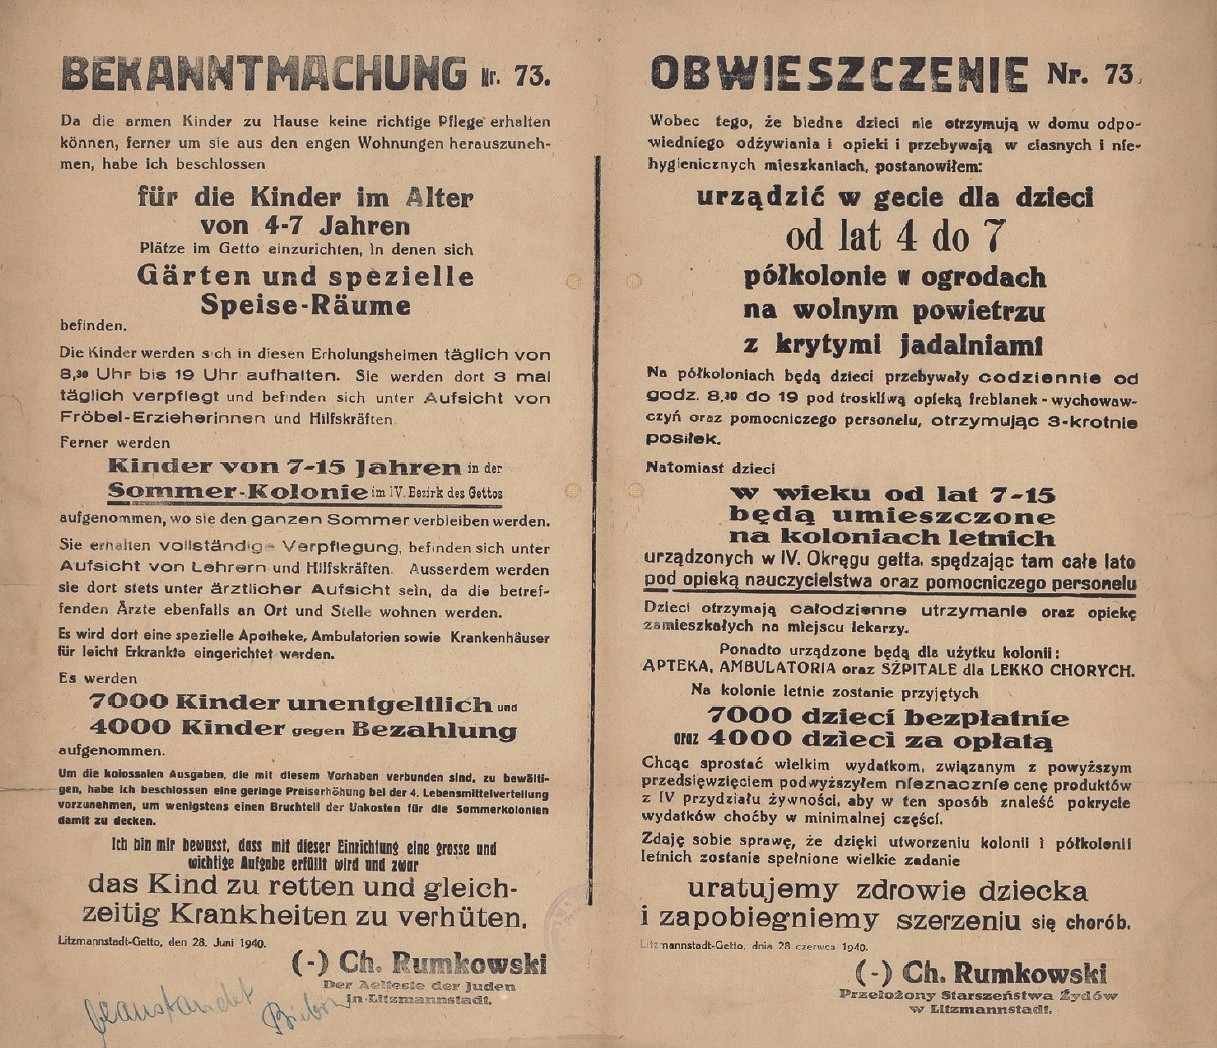 BEKANNTMACHUNG Nr. 73.
Da die armen Kinder zu Hause keine richtige Pflege erhalten
können, ferner um sie aus den engen Wohnungen herauszuneh-
men, habe ich beschlossen
für die Kinder im Alter
von 4-7 Jahren
Plätze im Getto einzurichten, in denen sich
Gärten und spezielle
Speise-Räume
befinden.
Die Kinder werden sich in diesen Erholungsheimen täglich von
8,30 Uhr bis 19 Uhr aufhalten. Sie werden dort 3 mal
täglich verpflegt und befinden sich unter Aufsicht von
Fröbel-Erzieherinnen und Hilfskräften.
Ferner werden
Kinder von 7-15 Jahren in der
Sommer-Kolonie im IV. Bezirk des Gettos
aufgenommen, wo sie den ganzen Sommer verbleiben werden.
Sie erhalten vollständige Verpflegung, befinden sich unter
Aufsicht von Lehrern und Hilfskräften. Ausserdem werden
sie dort stets unter ärztlicher Aufsicht sein, da die betref-
fenden Ärzte ebenfalls an Ort und Stelle wohnen werden.
Es wird dort eine spezielle Apotheke, Ambulatorien sowie Krankenhäuser
für leicht Erkrankte eingerichtet werden.
Es werden
7000 Kinder unentgeltlich und
4000 Kinder gegen Bezahlung
aufgenommen.
Um die kolossalen Ausgaben, die mit diesem Vorhaben verbunden sind, zu bewälti-
gen, habe ich beschlossen eine geringe Preiserhöhung bei der 4. Lebensmittelverteilung
vorzunehmen, um wenigstens einen Bruchteil der Unkosten für die Sommerkolonien
damit zu decken.
Ich bin mir bewusst, dass mit dieser Einrichtung eine grosse und
wichtige Aufgabe erfüllt wird und zwar
das Kind zu retten und gleich-
zeitig Krankheiten zu verhüten.
Litzmannstadt-Getto, den 28. Juni 1940.
(-) Ch. Rumkowski
Der Aelteste der Juden
in Litzmannstadt.
beanstandet
OBWIESZCZENIE Nr. 73.
Wobec tego, że biedne dzieci nie otrzymują w domu odpo-
wiedniego odżywiania i opieki i przebywają w ciasnych i nie-
hygienicznych mieszkaniach, postanowiłem:
urządzić w gecie dla dzieci
od lat 4 do 7
półkolonie w ogrodach
na wolnym powietrzu
z krytymi jadalniami
Na półkoloniach będą dzieci przebywały codziennie od
godz. 8,30 do 19 pod troskliwą opieką freblanek-wychowaw-
czyń oraz pomocniczego personelu, otrzymując 3-krotnie
posiłek.
Natomiast dzieci
w wieku od lat 7-15
będą umieszczone
na koloniach letnich
urządzonych w IV. Okręgu getta, spędzając tam całe lato
pod opieką nauczycielstwa oraz pomocniczego personelu
Dzieci otrzymają całodzienne utrzymanie oraz opiekę
zamieszkałych na miejscu lekarzy.
Ponadto urządzone będą dla użytku kolonii:
APTEKA, AMBULATORIA oraz SZPITALE dla LEKKO CHORYCH.
Na kolonie letnie zostanie przyjętych
7000 dzieci bezpłatnie
oraz 4000 dzieci za opłatą
Chcąc sprostać wielkim wydatkom, związanym z powyższym
przedsięwzięciem podwyższyłem nieznacznie cenę produktów
z IV przydziału żywności, aby w ten sposób znaleść pokrycie
wydatków choćby w minimalnej części.
Zdaję sobie sprawę, że dzięki utworzeniu kolonii i półkolonii
letnich zostanie spełnione wielkie zadanie
uratujemy zdrowie dziecka
i zapobiegniemy szerzeniu się chorób.
Litzmannstadt-Getto, dnia 28 czerwca 1940.
(-) Ch. Rumkowski
Przełożony Starszeństwa Żydów
w Litzmannstadt.